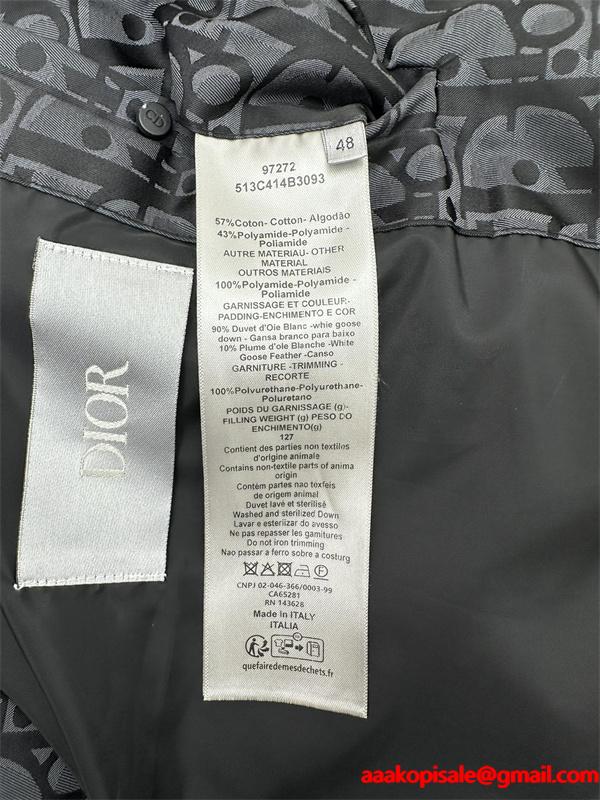 48
97272
513C414B3093
57%Coton- Cotton- Algodão
43%Polyamide-Polyamide -
Poliamide
AUTRE MATERIAU- OTHER
MATERIAL
OUTROS MATERIAIS
100%Polyamide-Polyamide -
Poliamide
GARNISSAGE ET COULEUR-
PADDING-ENCHIMENTO E COR
90% Duvet d'Oie Blanc -whie goose
down - Gansa branco para baixo
10% Plume d'ole Blanche -White
Goose Feather -Canso
GARNITURE -TRIMMING -
RECORTE
100%Polvurethane-Polyurethane-
Poluretano
POIDS DU GARNISSAGE (g)-
FILLING WEIGHT (g) PESO DO
ENCHIMENTO(g)
127
Contient des parties non textilos
d'origine animale
Contains non-textile parts of anima
origin
Contém partes nao texfeis
de origem animal
Duvet lavé et stérilisé
Washed and sterilized Down
Lavar e esteriizar do avesso
Ne pas repasser les gamitures
Do not iron trimming
Nao passar a ferro sobre a costurg
CNPJ 02-046-366/0003-99
CA65281
RN 143628
Made in ITALY
ITALIA
quefairedemesdechets.fr
DIOR
aaakopisale@gmail.com